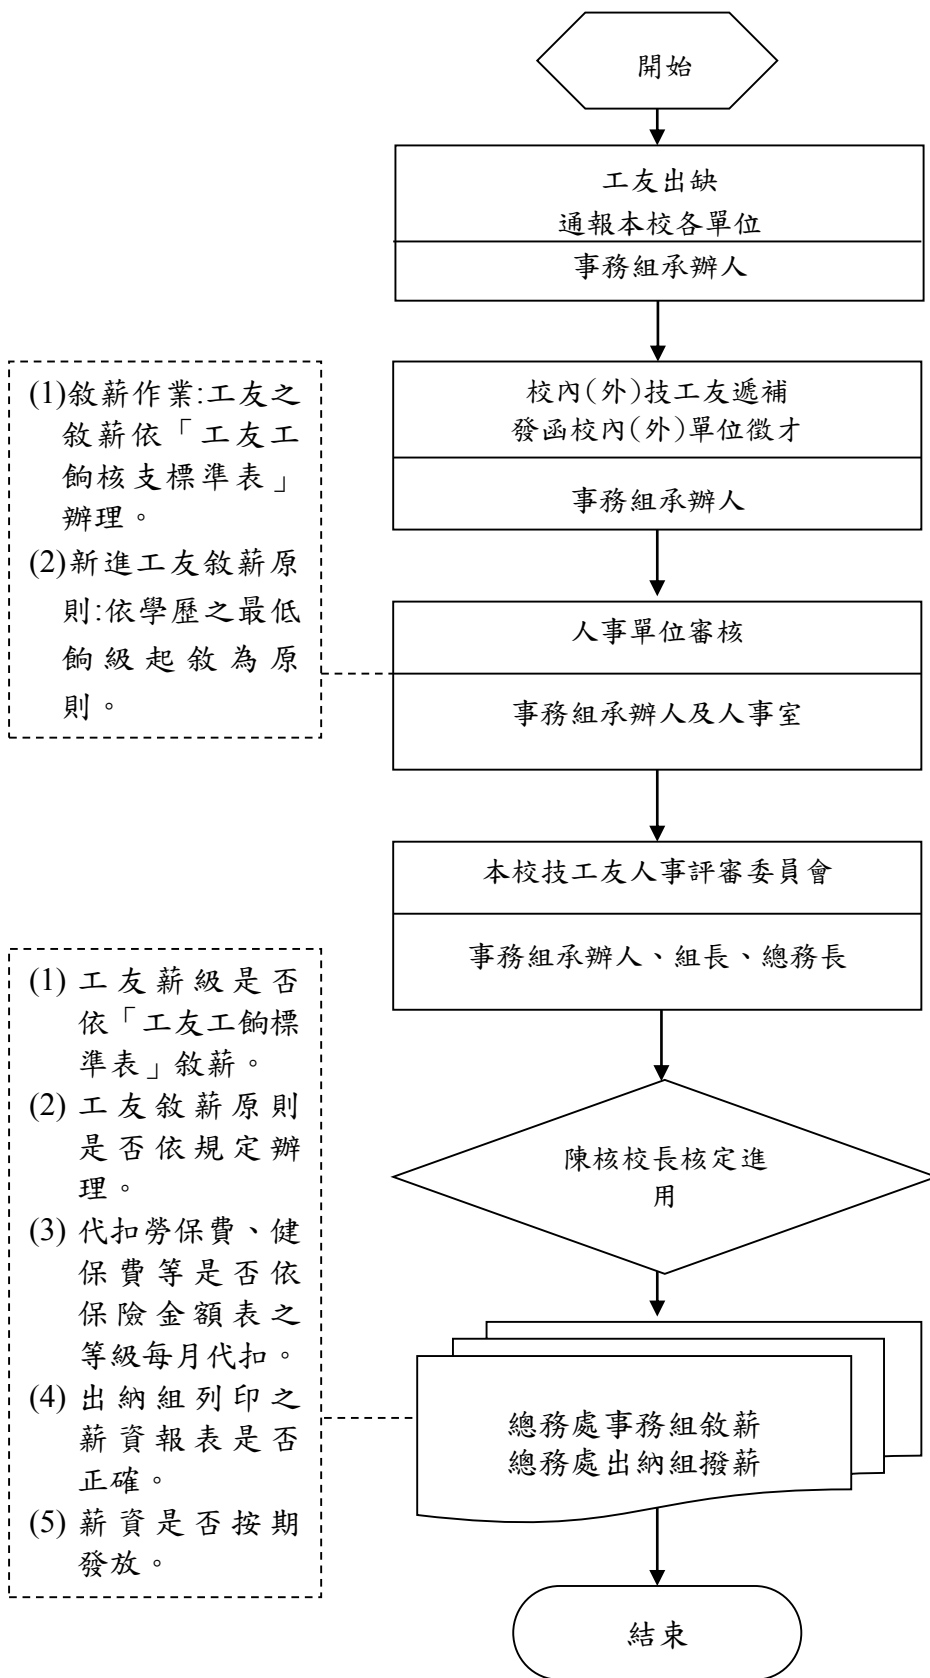 開始
工友出缺
通報本校各單位
事務組承辦人
校內(外)技工友遞補
發函校內(外)單位徵才
事務組承辦人
(1)敘薪作業:工友之
敘薪依「工友工
餉核支標準表」
辦理。
(2)新進工友敘薪原
則:依學歷之最低
餉級起敘為原
則。
人事單位審核
事務組承辦人及人事室
本校技工友人事評審委員會
事務組承辦人、組長、總務長
陳核校長核定進
用
(1) 工友薪級是否
依「工友工餉標
準表」敘薪。
(2) 工友敘薪原則
是否依規定辦
理。
(3) 代扣勞保費、健
保費等是否依
保險金額表之
等級每月代扣。
(4) 出納組列印之
薪資報表是否
正確。
(5) 薪資是否按期
發放。
總務處事務組敘薪
總務處出納組撥薪
結束